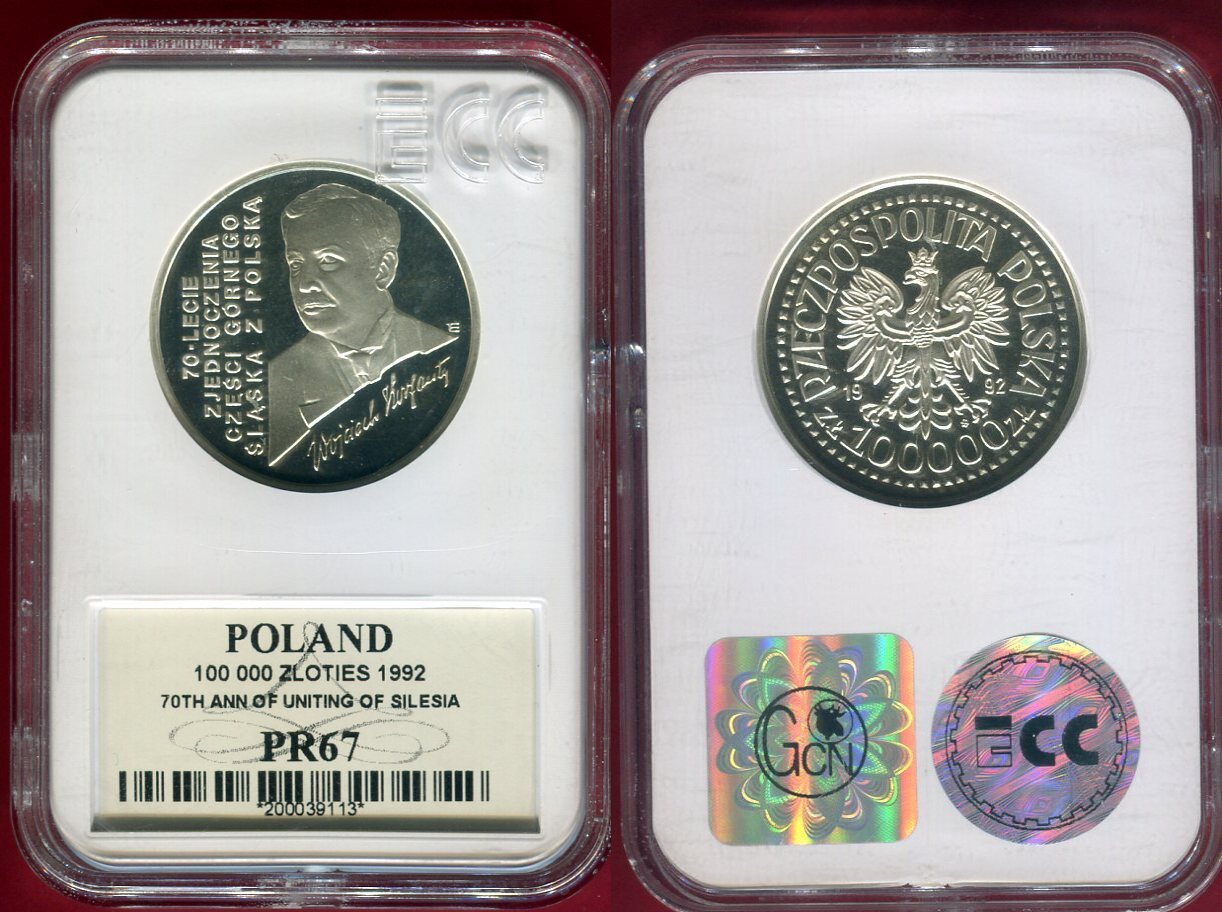 ECC
70-LECIE
ZJEDNOCZENIA
CZĘŚCI GÓRNEGO
ŚLĄSKA Z POLSKĄ
Wojciech Korfanty
POLAND
100 000 ZLOTIES 1992
70TH ANN OF UNITING OF SILESIA
PR67
*200039113*
RZECZPOSPOLITA POLSKA
19 92
ZŁ 100000 ZŁ
GCN
ECC